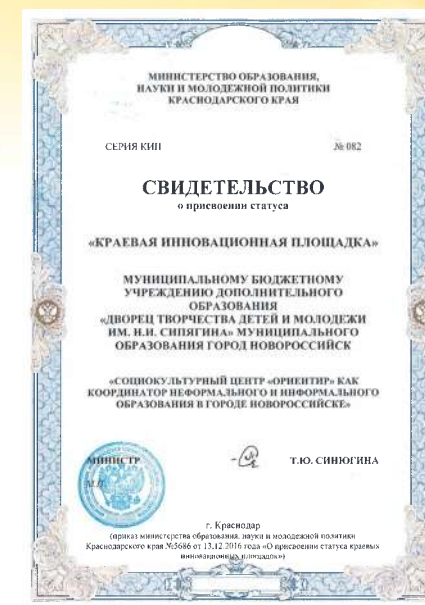 МИНИСТЕРСТВО ОБРАЗОВАНИЯ,
НАУКИ И МОЛОДЕЖНОЙ ПОЛИТИКИ
КРАСНОДАРСКОГО КРАЯ
СЕРИЯ КИП № 082
СВИДЕТЕЛЬСТВО
о присвоении статуса
«КРАЕВАЯ ИННОВАЦИОННАЯ ПЛОЩАДКА»
МУНИЦИПАЛЬНОМУ БЮДЖЕТНОМУ
УЧРЕЖДЕНИЮ ДОПОЛНИТЕЛЬНОГО
ОБРАЗОВАНИЯ
«ДВОРЕЦ ТВОРЧЕСТВА ДЕТЕЙ И МОЛОДЕЖИ
ИМ. Н.И. СИПЯГИНА» МУНИЦИПАЛЬНОГО
ОБРАЗОВАНИЯ ГОРОД НОВОРОССИЙСК
«СОЦИОКУЛЬТУРНЫЙ ЦЕНТР «ОРИЕНТИР» КАК
КООРДИНАТОР НЕФОРМАЛЬНОГО И ИНФОРМАЛЬНОГО
ОБРАЗОВАНИЯ В ГОРОДЕ НОВОРОССИЙСКЕ»
МИНИСТР Т.Ю. СИНЮГИНА
М.П.
г. Краснодар
(приказ министерства образования, науки и молодежной политики
Краснодарского края №5686 от 13.12.2016 года «О присвоении статуса краевых
инновационных площадок»)